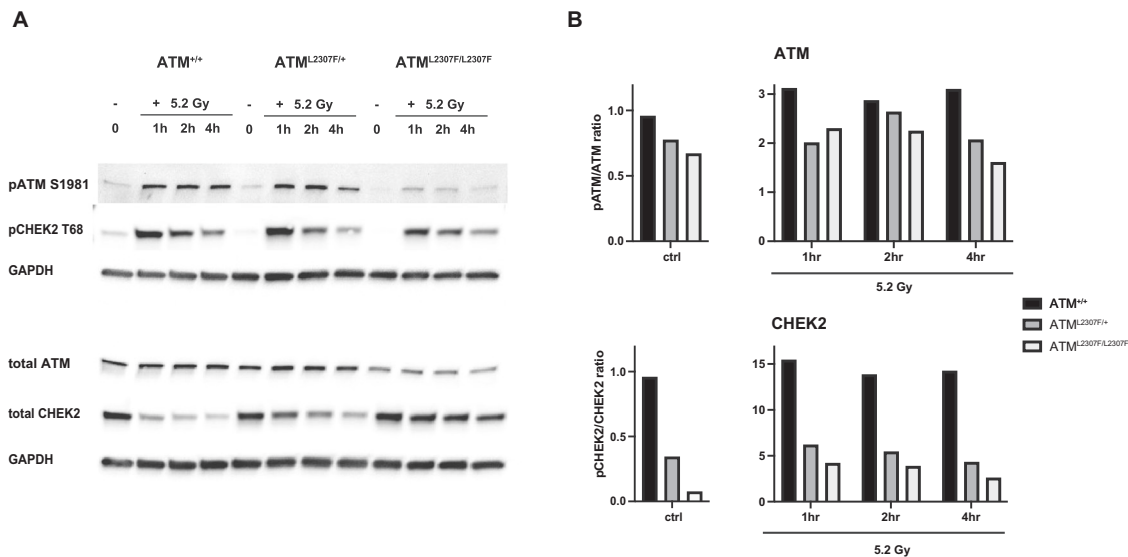 A
ATM+/+ ATML2307F/+ ATML2307F/L2307F
- + 5.2 Gy - + 5.2 Gy - + 5.2 Gy
0 1h 2h 4h 0 1h 2h 4h 0 1h 2h 4h
pATM S1981
pCHEK2 T68
GAPDH
total ATM
total CHEK2
GAPDH
B
ATM
pATM/ATM ratio
1.0
0.5
0.0
ctrl
3
2
1
0
1hr 2hr 4hr
5.2 Gy
ATM+/+
ATML2307F/+
ATML2307F/L2307F
CHEK2
pCHEK2/CHEK2 ratio
1.0
0.5
0.0
ctrl
15
10
5
0
1hr 2hr 4hr
5.2 Gy